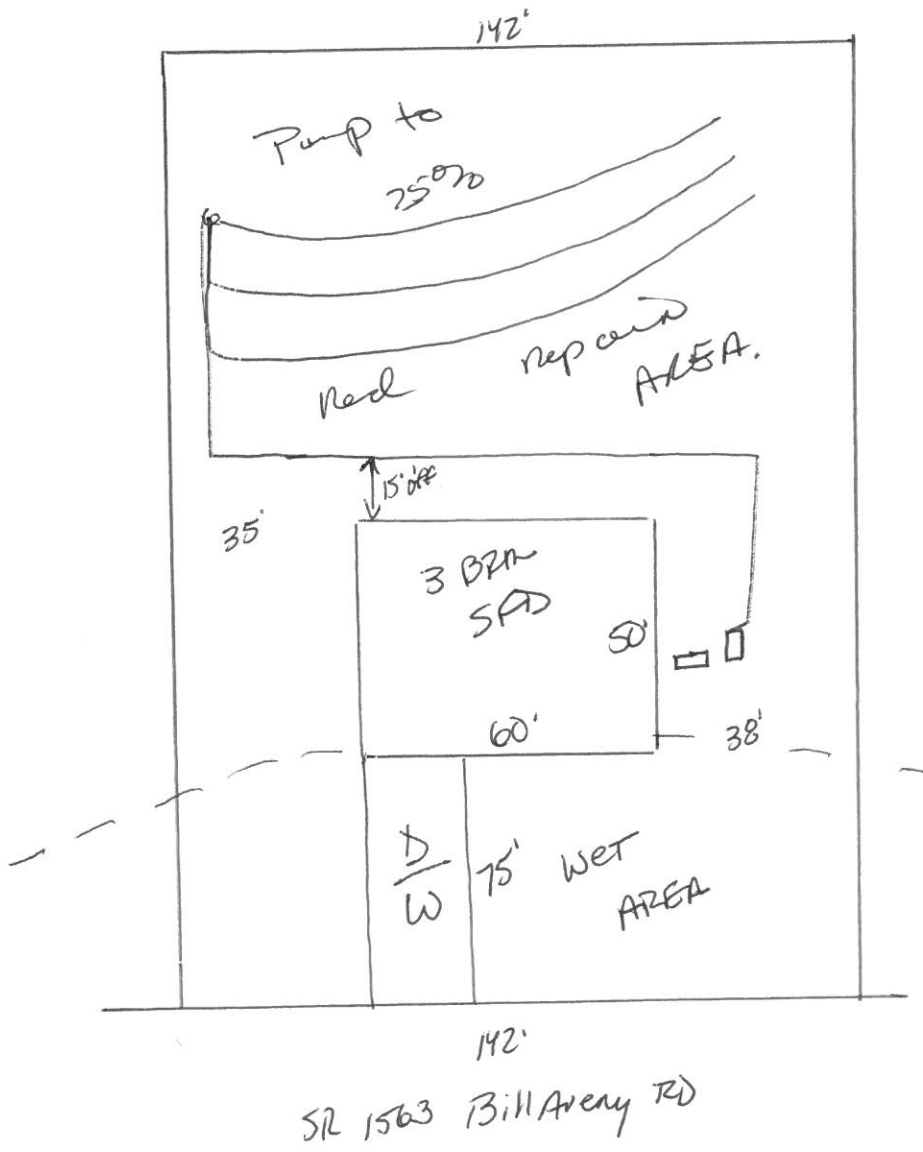 142'
Pump to
25%
Red repair
AREA.
15' off
35'
3 BRM
SFD
50'
60'
38'
D
W
75'
WET
AREA
142'
SR 1563 Bill Avery RD